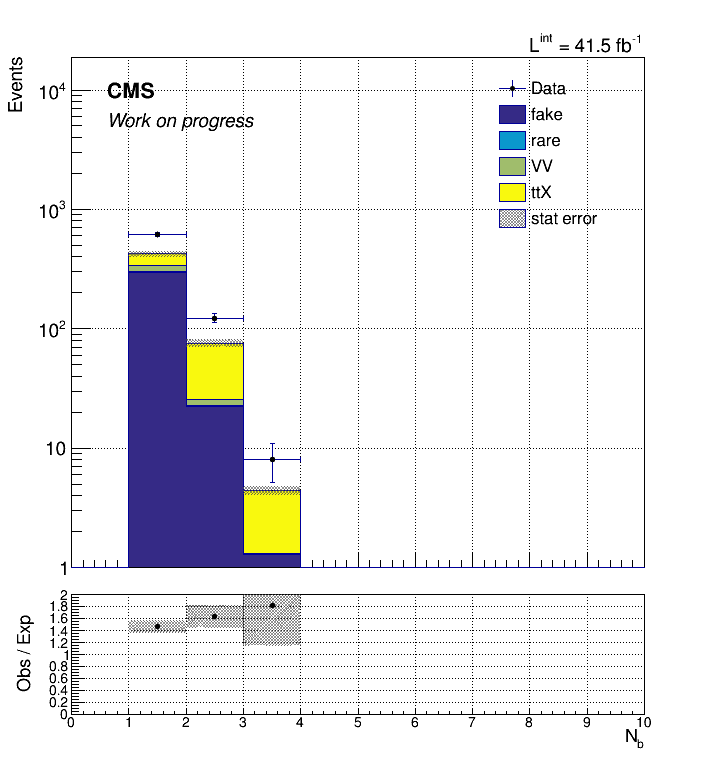 L^int = 41.5 fb^-1
Events
10^4
10^3
10^2
10
1
CMS
Work on progress
Data
fake
rare
VV
ttX
stat error
Obs / Exp
2
1.8
1.6
1.4
1.2
1
0.8
0.6
0.4
0.2
0
0 1 2 3 4 5 6 7 8 9 10
N_b